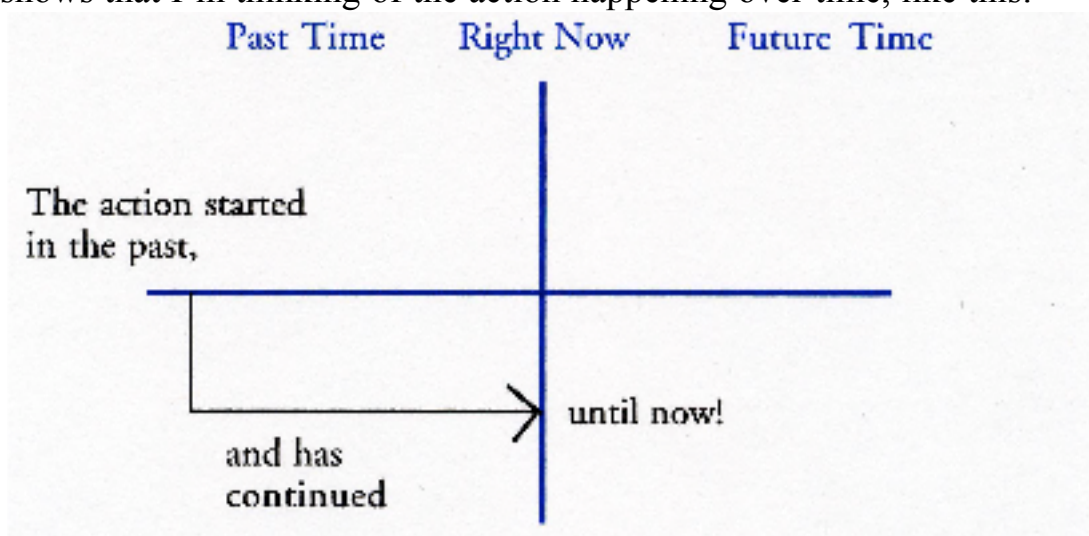 shows that I'm thinking of the action happening over time, like this:
Past Time Right Now Future Time
The action started
in the past,
until now!
and has
continued